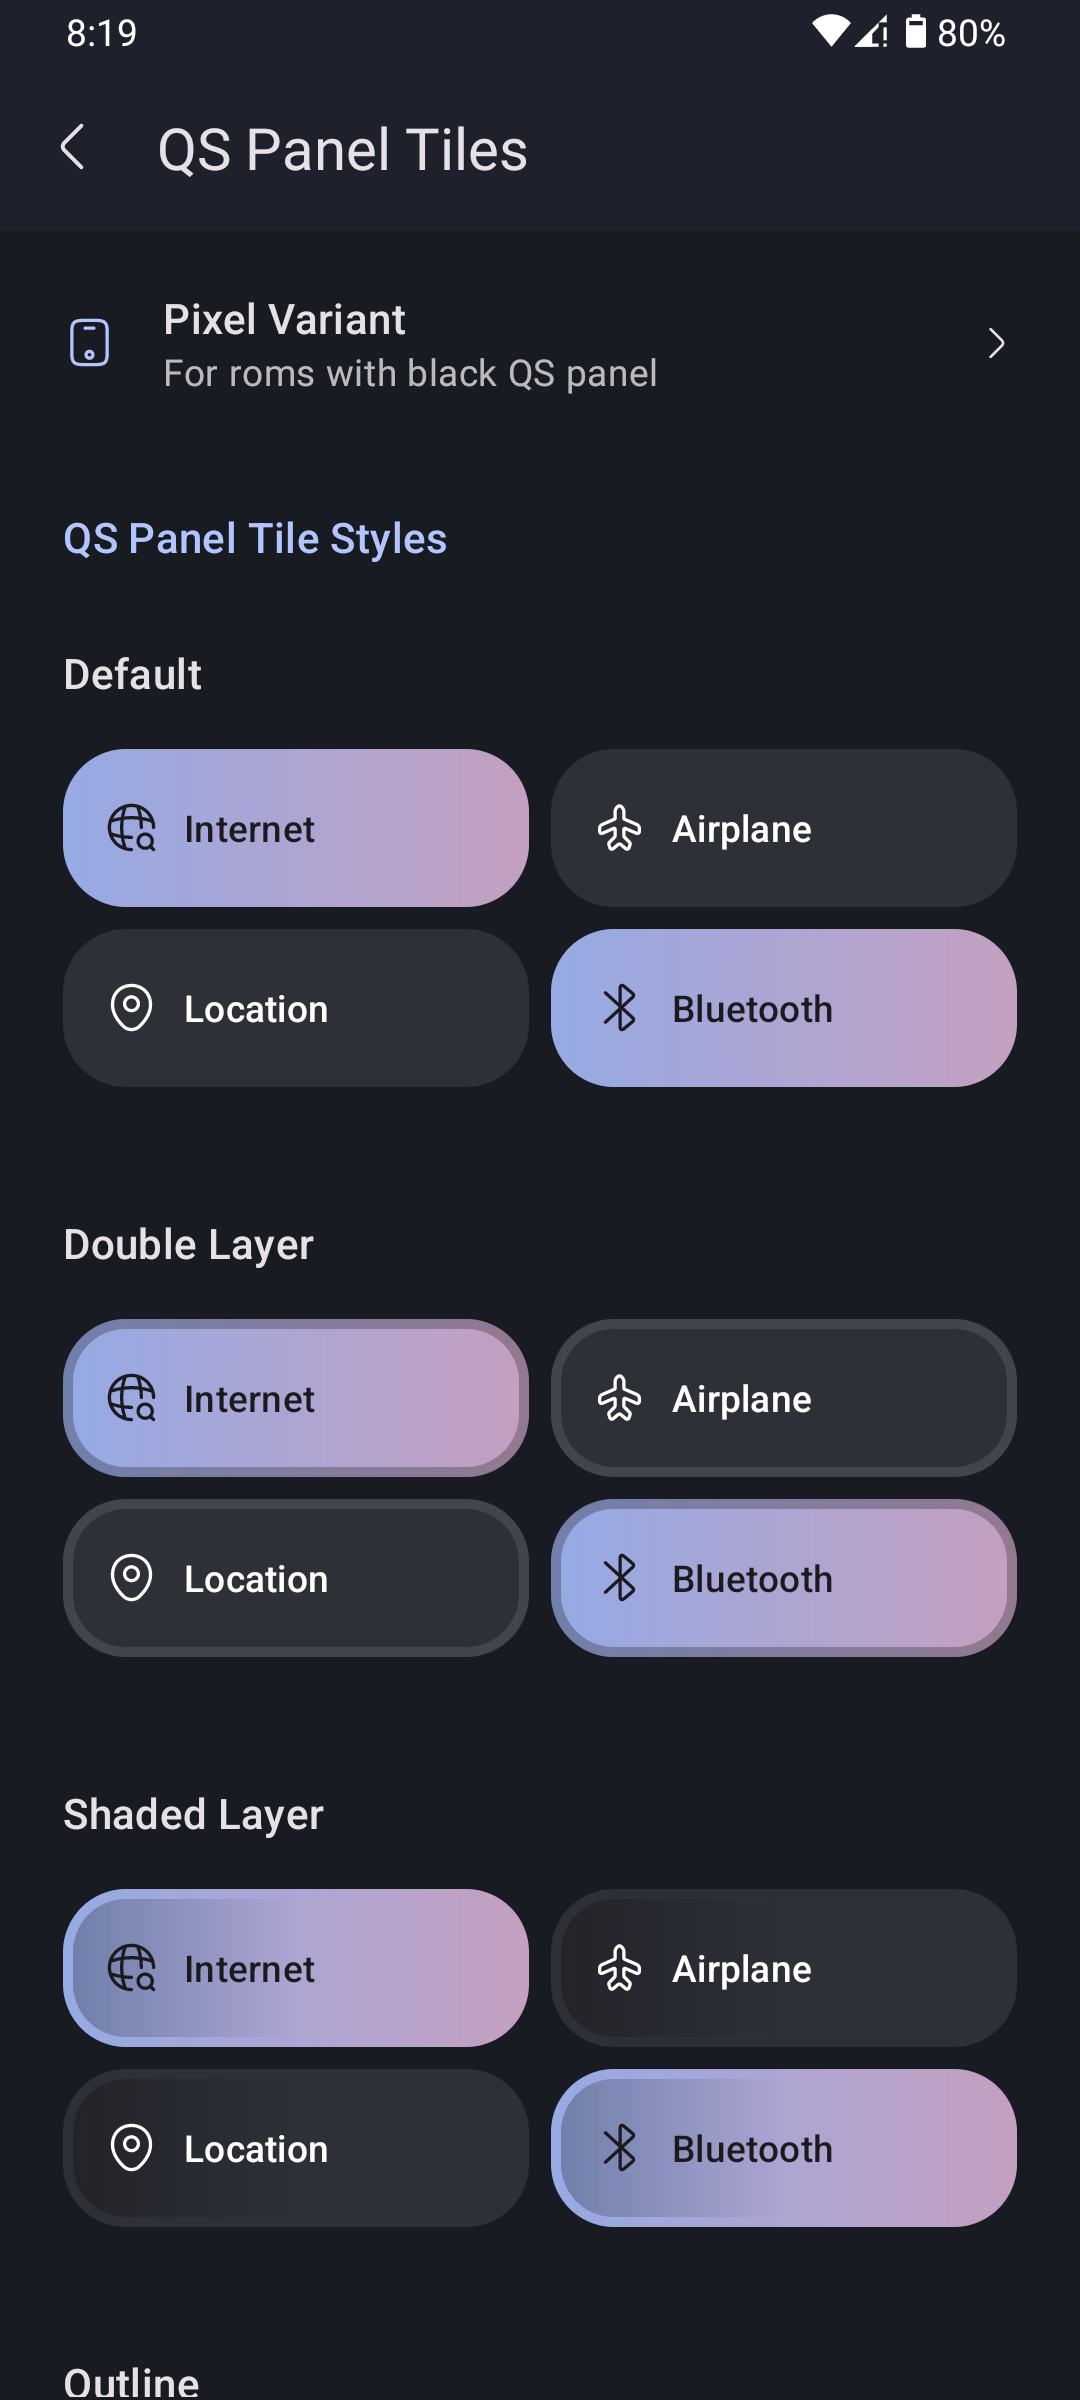 8:19 80%
QS Panel Tiles
Pixel Variant
For roms with black QS panel
QS Panel Tile Styles
Default
Internet Airplane
Location Bluetooth
Double Layer
Internet Airplane
Location Bluetooth
Shaded Layer
Internet Airplane
Location Bluetooth
Outline